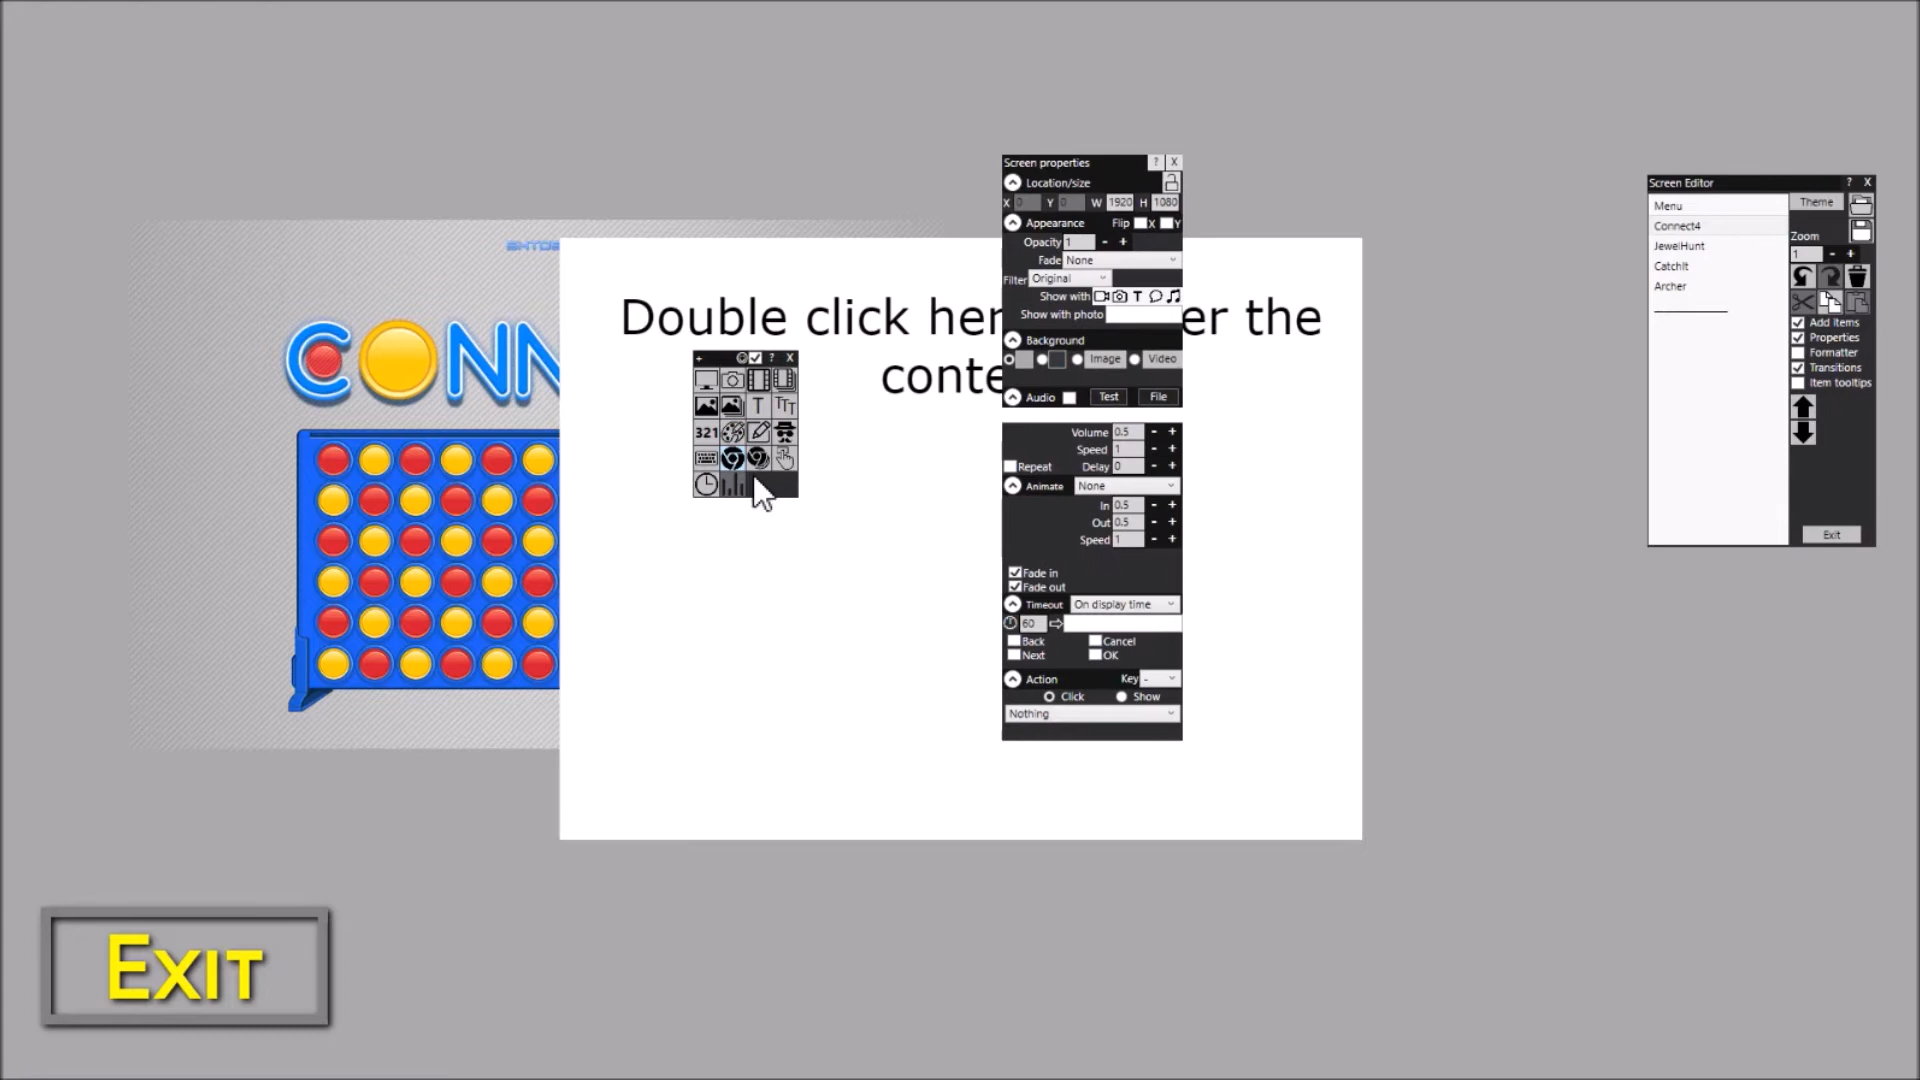 Screen properties ? X
Location/size
X 0 Y 0 W 1920 H 1080
Appearance Flip X Y
Opacity 1 - +
Fade None
Filter Original
Show with T
Show with photo
Background
Image Video
Audio Test File
Volume 0.5 - +
Speed 1 - +
Repeat Delay 0 - +
Animate None
In 0.5 - +
Out 0.5 - +
Speed 1 - +
Fade in
Fade out
Timeout On display time
60
Back Cancel
Next OK
Action Key -
Click Show
Nothing
Screen Editor ? X
Menu
Connect4
JewelHunt
CatchIt
Archer
Theme
Zoom
1 - +
Add Items
Properties
Formatter
Transitions
Item tooltips
Exit
Double click her er the
conte
+ ? X
T TTT
321
CONN
EXIT